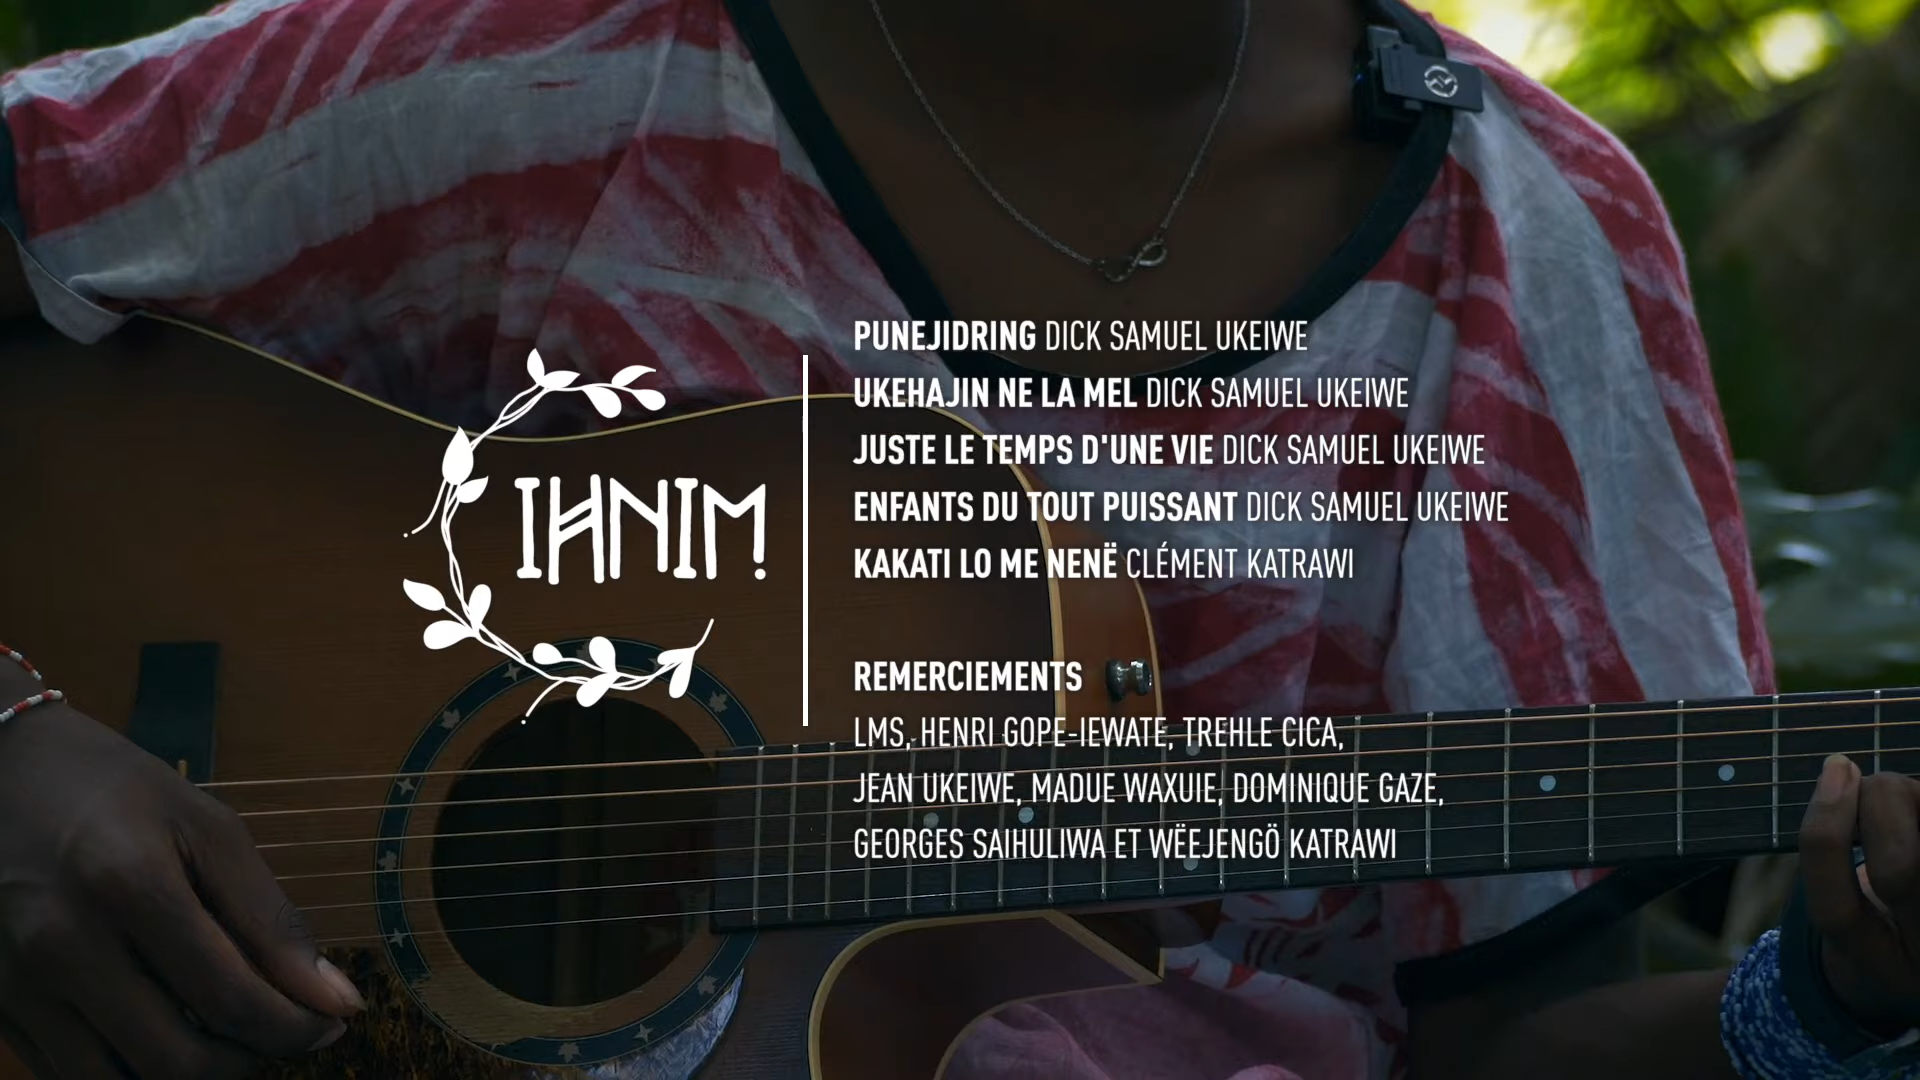 IHNIM
PUNEJIDRING DICK SAMUEL UKEIWE
UKEHAJIN NE LA MEL DICK SAMUEL UKEIWE
JUSTE LE TEMPS D'UNE VIE DICK SAMUEL UKEIWE
ENFANTS DU TOUT PUISSANT DICK SAMUEL UKEIWE
KAKATI LO ME NENË CLÉMENT KATRAWI
REMERCIEMENTS
LMS, HENRI GOPE-IEWATE, TREHLE CICA,
JEAN UKEIWE, MADUE WAXUIE, DOMINIQUE GAZE,
GEORGES SAIHULIWA ET WËEJENGÖ KATRAWI